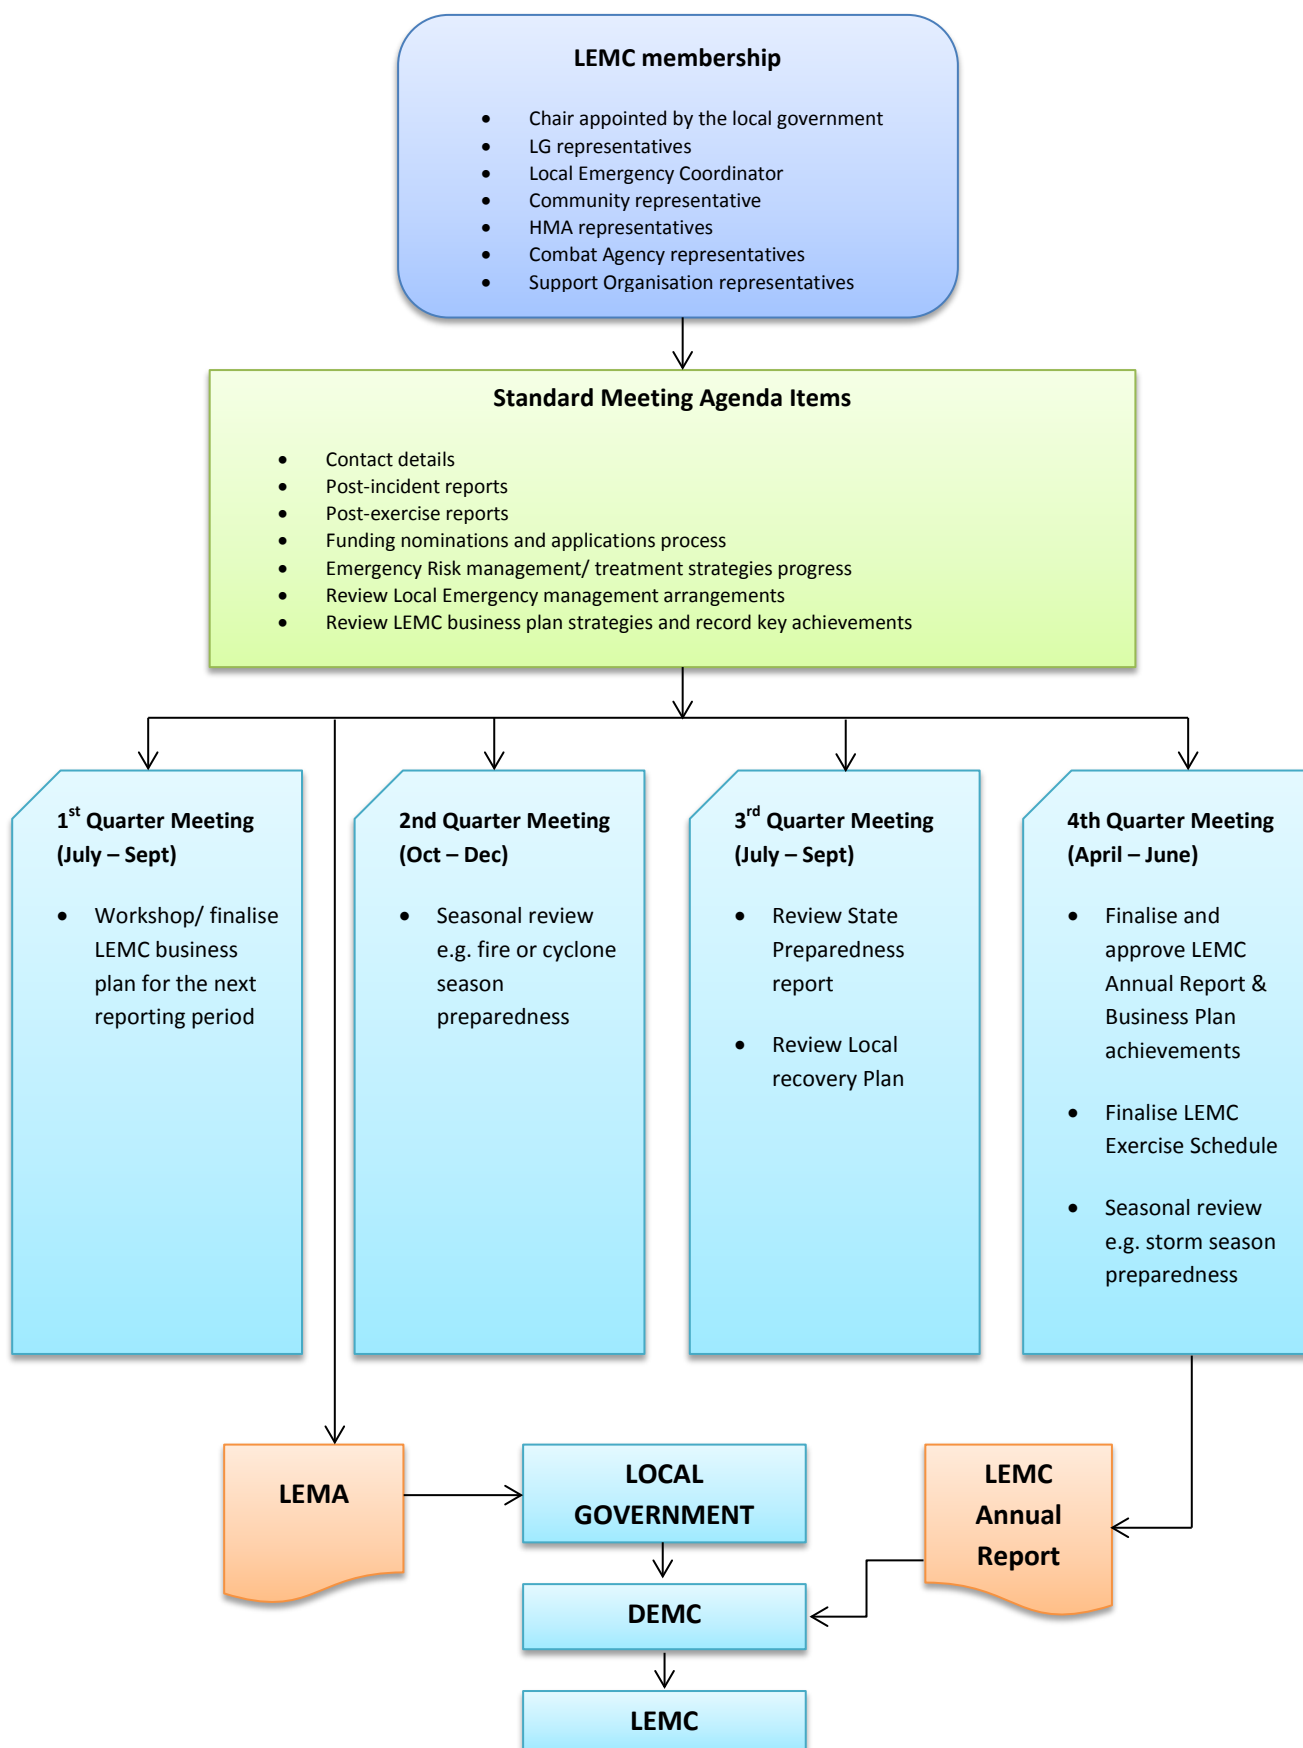 LEMC membership
• Chair appointed by the local government
• LG representatives
• Local Emergency Coordinator
• Community representative
• HMA representatives
• Combat Agency representatives
• Support Organisation representatives
Standard Meeting Agenda Items
• Contact details
• Post-incident reports
• Post-exercise reports
• Funding nominations and applications process
• Emergency Risk management/ treatment strategies progress
• Review Local Emergency management arrangements
• Review LEMC business plan strategies and record key achievements
1st Quarter Meeting
(July – Sept)
• Workshop/ finalise
LEMC business
plan for the next
reporting period
2nd Quarter Meeting
(Oct – Dec)
• Seasonal review
e.g. fire or cyclone
season
preparedness
3rd Quarter Meeting
(July – Sept)
• Review State
Preparedness
report
• Review Local
recovery Plan
4th Quarter Meeting
(April – June)
• Finalise and
approve LEMC
Annual Report &
Business Plan
achievements
• Finalise LEMC
Exercise Schedule
• Seasonal review
e.g. storm season
preparedness
LEMA
LOCAL
GOVERNMENT
LEMC
Annual
Report
DEMC
LEMC